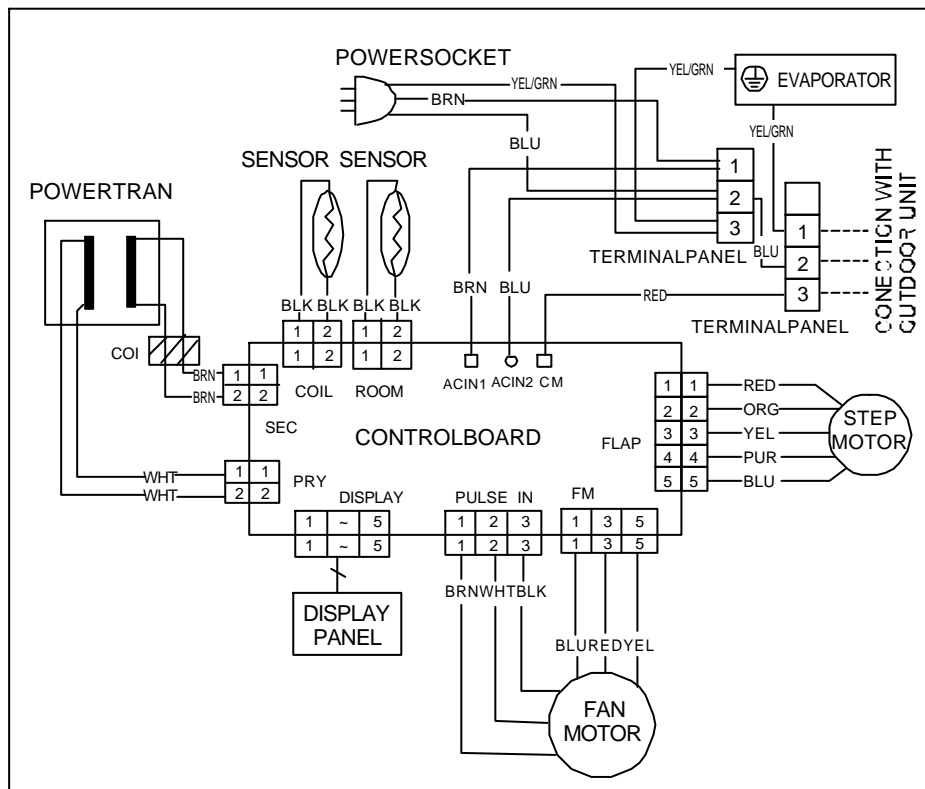 POWERSOCKET
YEL/GRN
BRN
BLU
YEL/GRN
EVAPORATOR
YEL/GRN
SENSOR SENSOR
POWERTRAN
1
2
3
TERMINALPANEL
BLU
1
2
3
TERMINALPANEL
CONECTIGN WITH
CUTDOOR UNIT
BRN
BLU
RED
BLK BLK BLK BLK
1 2 1 2
1 2 1 2
COI
COIL ROOM
ACIN1 ACIN2 CM
BRN 1 1
BRN 2 2
SEC
CONTROLBOARD
FLAP
1 1 RED
2 2 ORG
3 3 YEL
4 4 PUR
5 5 BLU
STEP
MOTOR
WHT 1 1
WHT 2 2
PRY
DISPLAY PULSE IN FM
1 ~ 5 1 2 3 1 3 5
1 ~ 5 1 2 3 1 3 5
BRNWHTBLK
DISPLAY
PANEL
BLUREDYEL
FAN
MOTOR